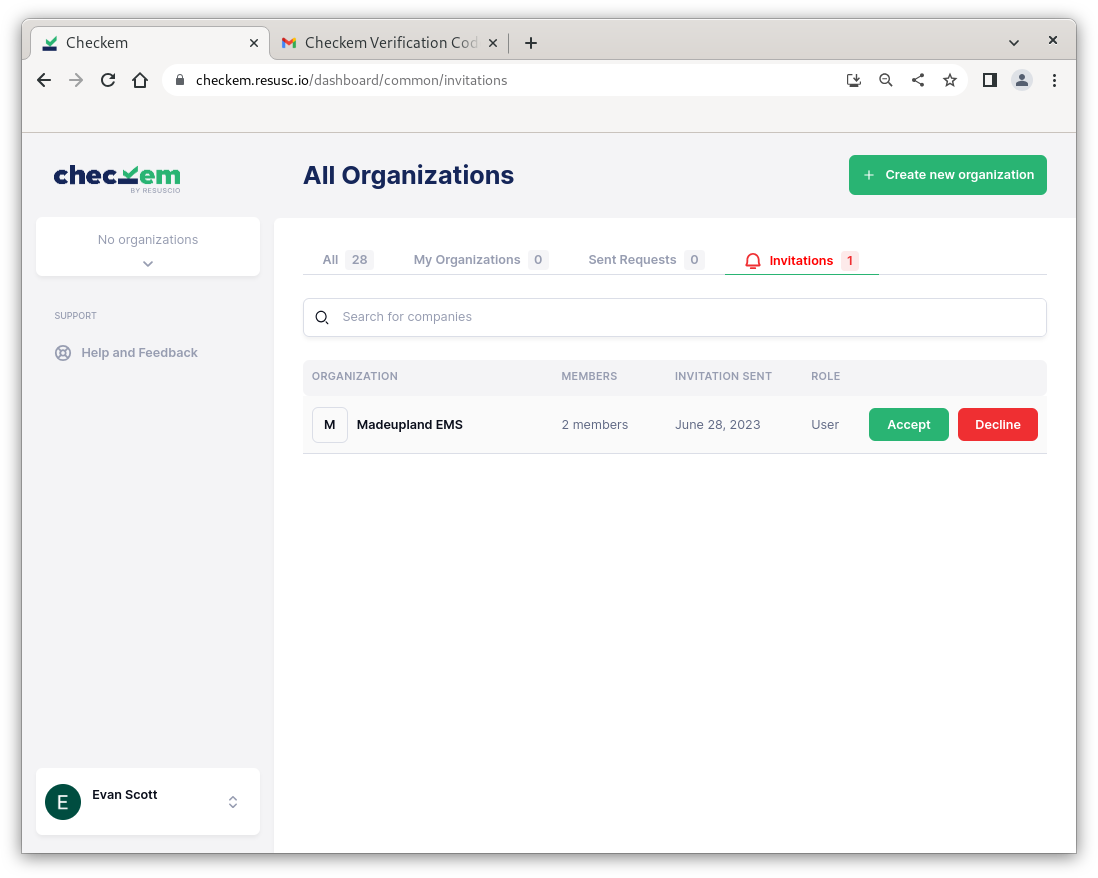 Checkem
Checkem Verification Cod
checkem.resusc.io/dashboard/common/invitations
checkem
BY RESUSCIO
All Organizations
+ Create new organization
No organizations
All 28 My Organizations 0 Sent Requests 0 Invitations 1
SUPPORT
Search for companies
Help and Feedback
ORGANIZATION MEMBERS INVITATION SENT ROLE
M Madeupland EMS 2 members June 28, 2023 User Accept Decline
E Evan Scott